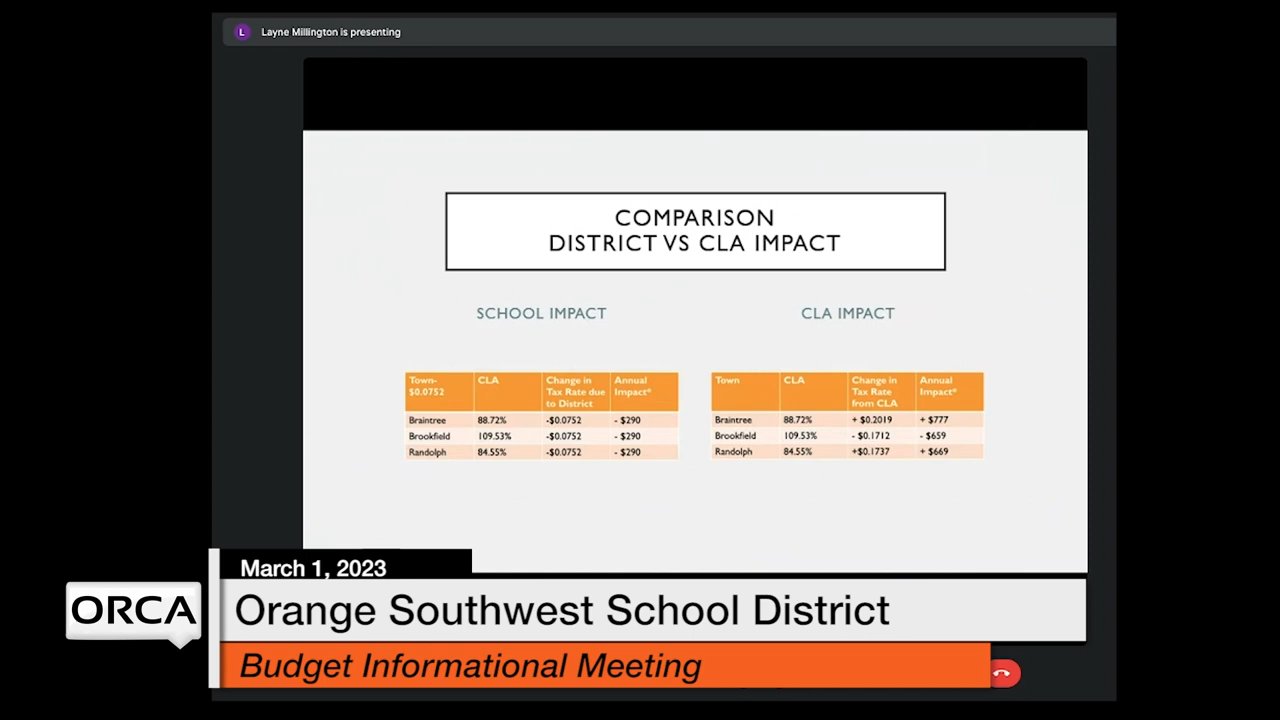 L
Layne Millington is presenting
COMPARISON
DISTRICT VS CLA IMPACT
SCHOOL IMPACT
CLA IMPACT
Town-
$0.0752
CLA
Change in
Tax Rate due
to District
Annual
Impact*
Braintree 88.72% -$0.0752 - $290
Brookfield 109.53% -$0.0752 - $290
Randolph 84.55% -$0.0752 - $290
Town
CLA
Change in
Tax Rate
from CLA
Annual
Impact*
Braintree 88.72% + $0.2019 + $777
Brookfield 109.53% - $0.1712 - $659
Randolph 84.55% +$0.1737 + $669
March 1, 2023
ORCA
Orange Southwest School District
Budget Informational Meeting